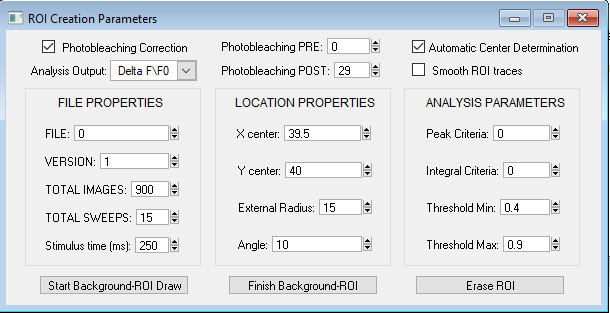 ROI Creation Parameters
Photobleaching Correction Photobleaching PRE: 0 Automatic Center Determination
Analysis Output: Delta F\F0 Photobleaching POST: 29 Smooth ROI traces
FILE PROPERTIES LOCATION PROPERTIES ANALYSIS PARAMETERS
FILE: 0 X center: 39.5 Peak Criteria: 0
VERSION: 1 Y center: 40 Integral Criteria: 0
TOTAL IMAGES: 900 External Radius: 15 Threshold Min: 0.4
TOTAL SWEEPS: 15
Stimulus time (ms): 250 Angle: 10 Threshold Max: 0.9
Start Background-ROI Draw Finish Background-ROI Erase ROI